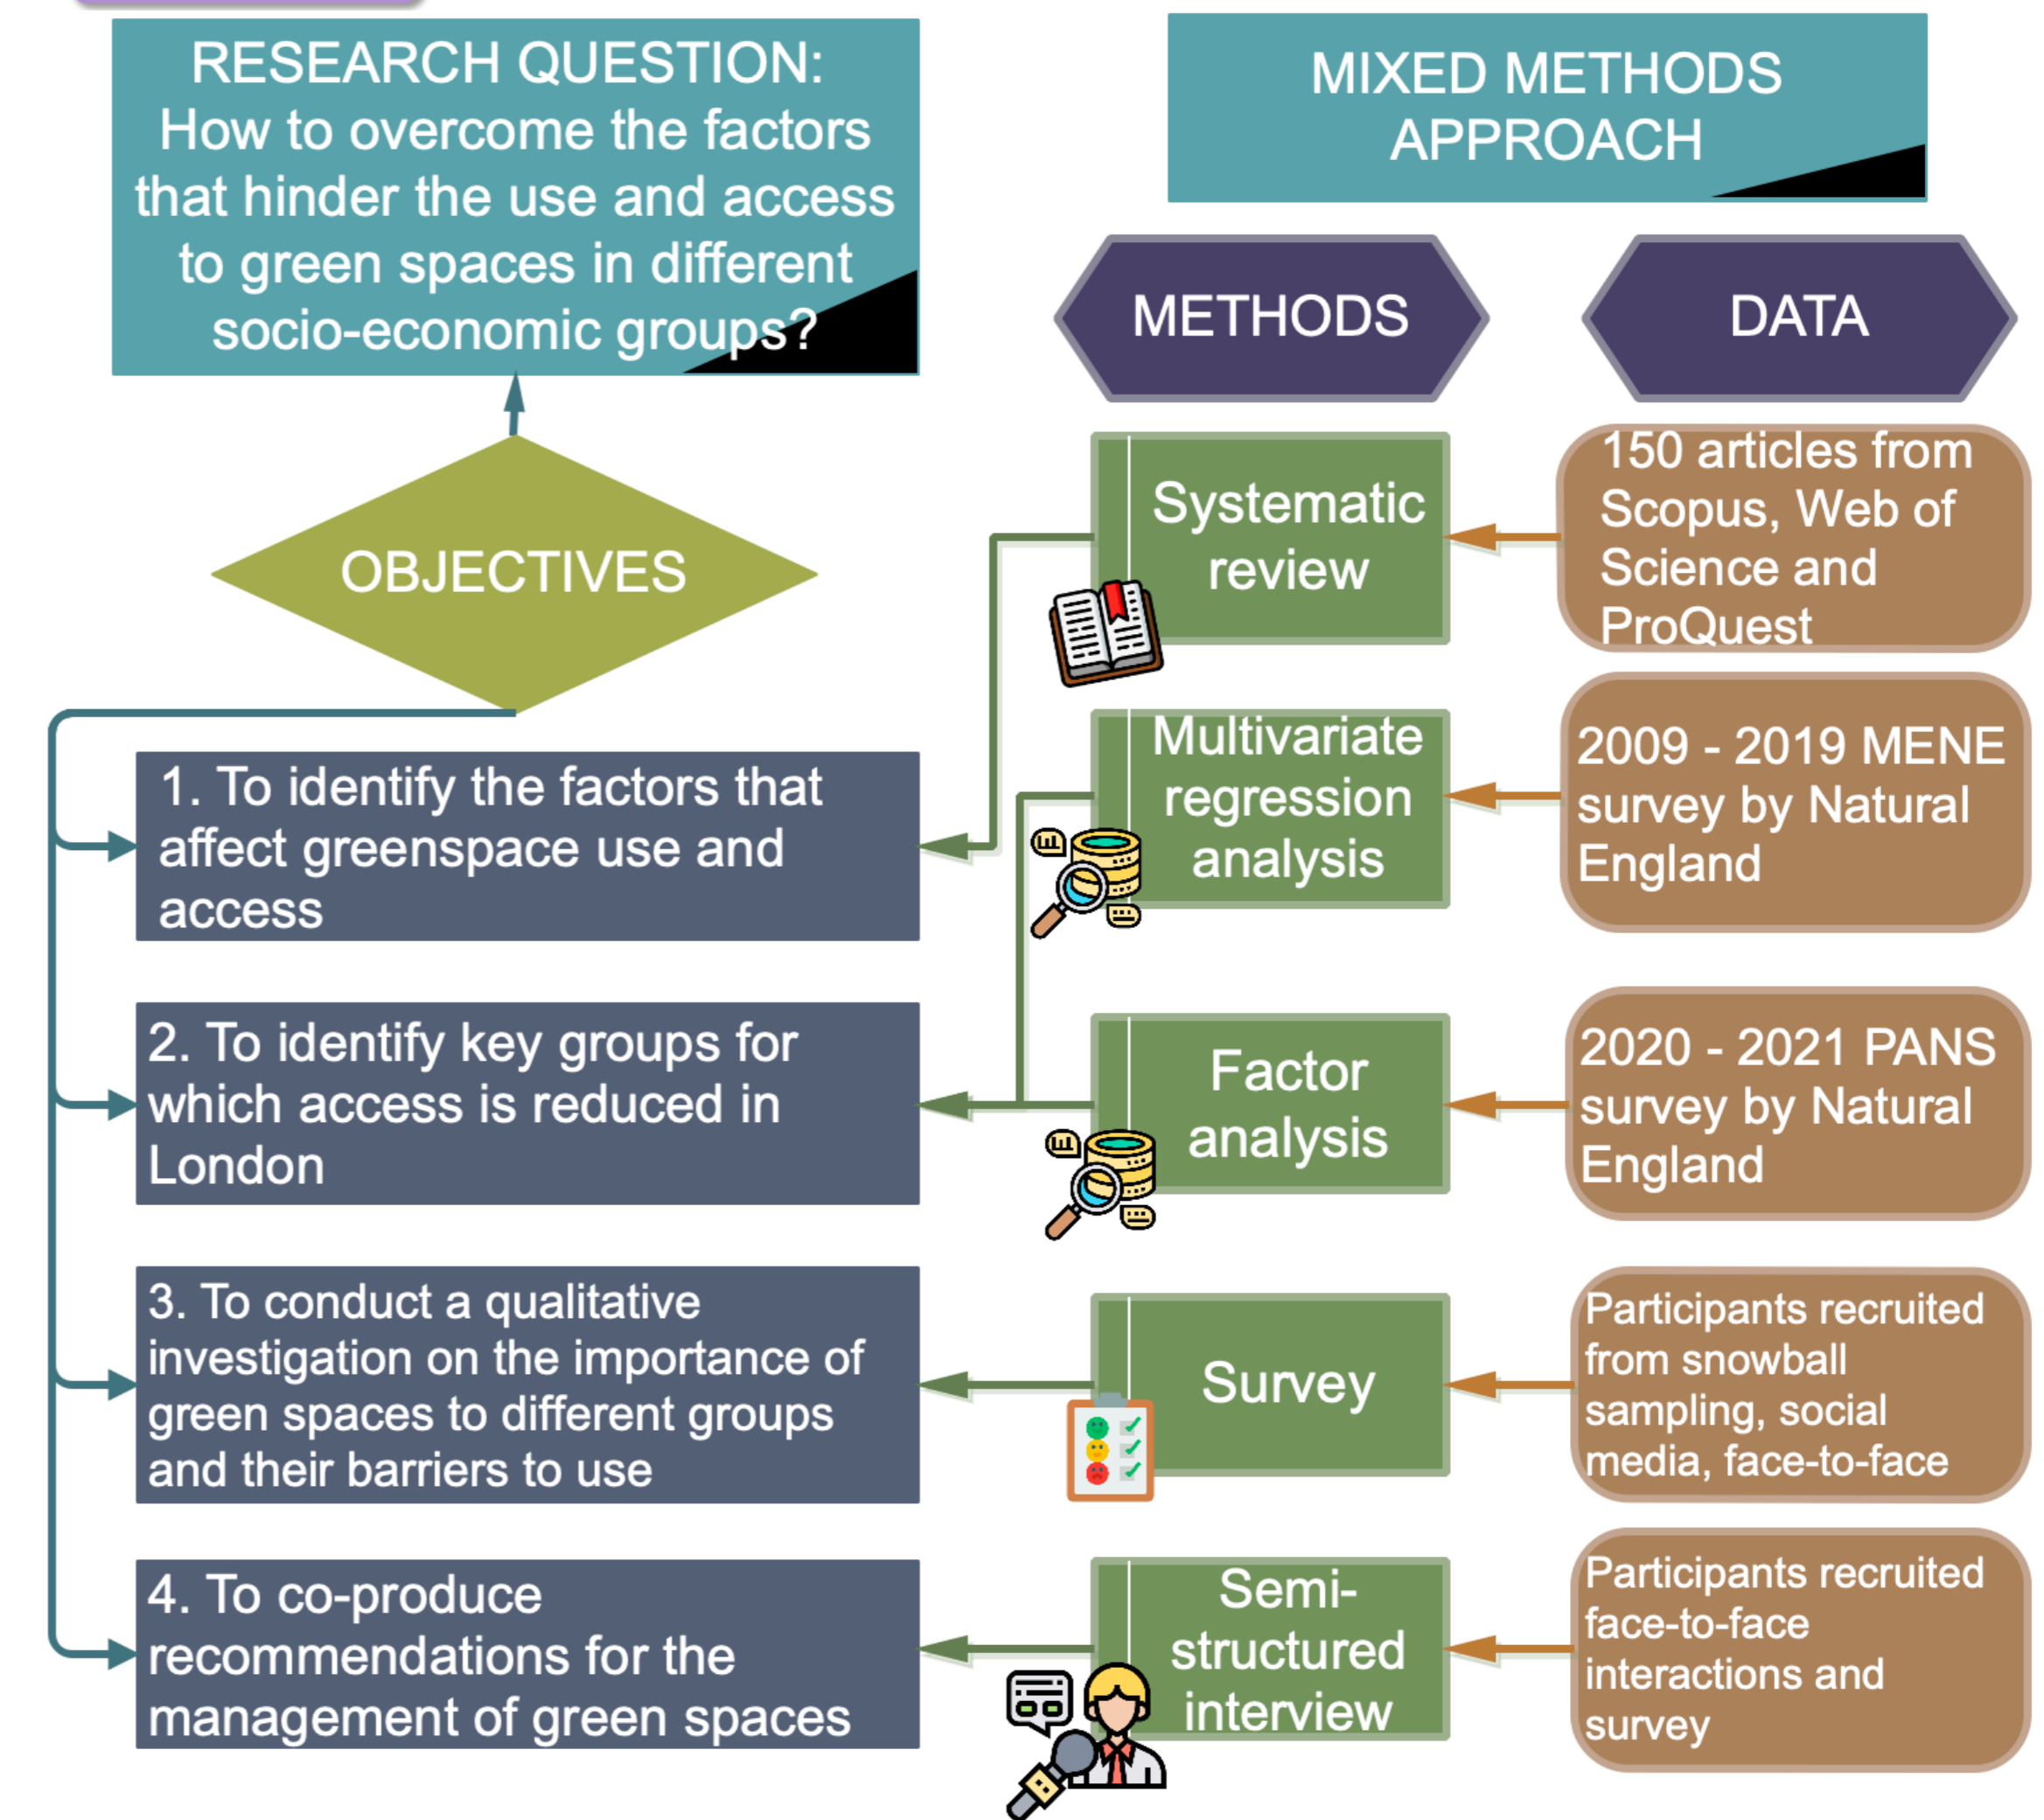 RESEARCH QUESTION:
How to overcome the factors
that hinder the use and access
to green spaces in different
socio-economic groups?
MIXED METHODS
APPROACH
METHODS
DATA
OBJECTIVES
Systematic
review
150 articles from
Scopus, Web of
Science and
ProQuest
1. To identify the factors that
affect greenspace use and
access
Multivariate
regression
analysis
2009 - 2019 MENE
survey by Natural
England
2. To identify key groups for
which access is reduced in
London
Factor
analysis
2020 - 2021 PANS
survey by Natural
England
3. To conduct a qualitative
investigation on the importance of
green spaces to different groups
and their barriers to use
Survey
Participants recruited
from snowball
sampling, social
media, face-to-face
4. To co-produce
recommendations for the
management of green spaces
Semi-
structured
interview
Participants recruited
face-to-face
interactions and
survey